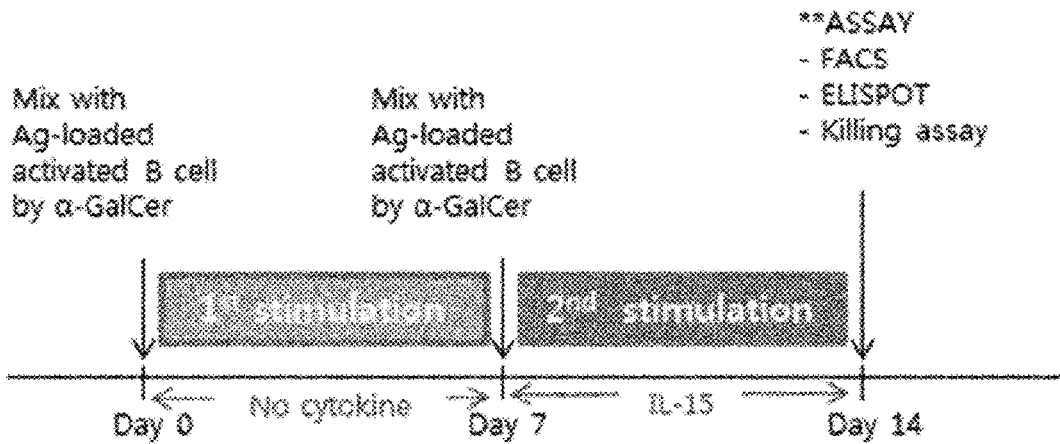 **ASSAY
- FACS
- ELISPOT
- Killing assay
Mix with
Ag-loaded
activated B cell
by α-GalCer
Mix with
Ag-loaded
activated B cell
by α-GalCer
1st stimulation
2nd stimulation
No cytokine
IL-15
Day 0
Day 7
Day 14